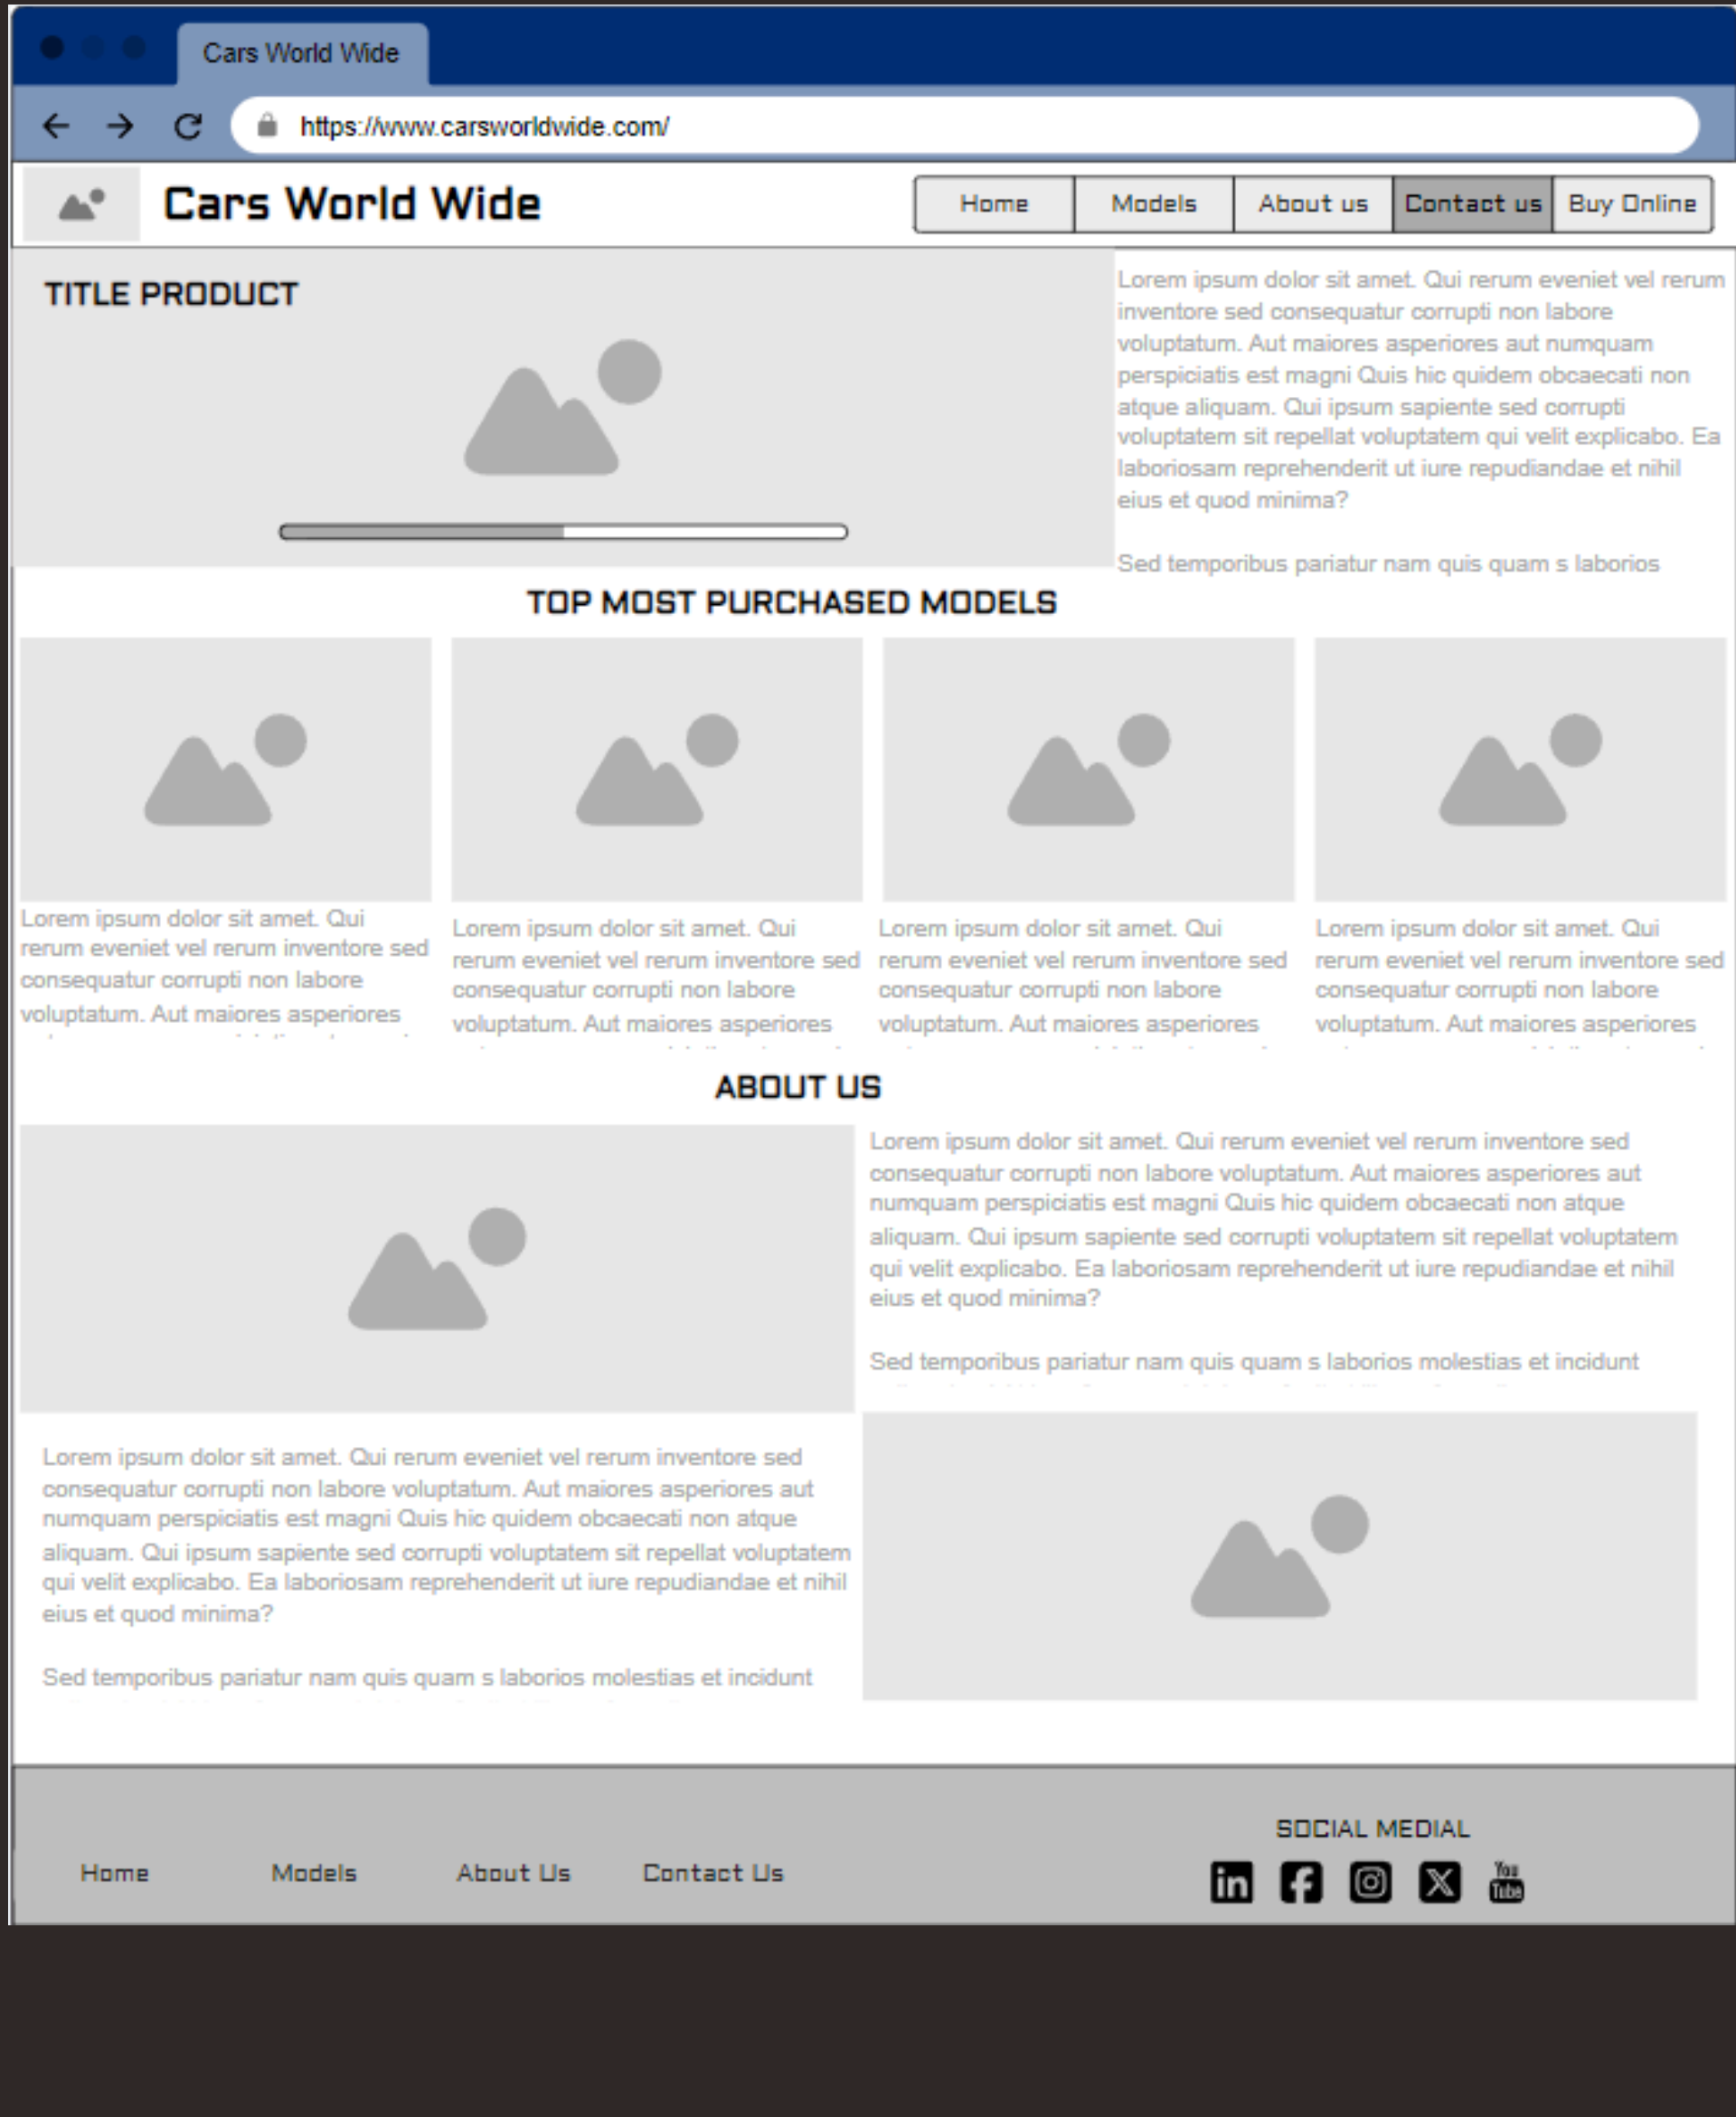 Cars World Wide
https://www.carsworldwide.com/
Cars World Wide
Home
Models
About us
Contact us
Buy Online
TITLE PRODUCT
Lorem ipsum dolor sit amet. Qui rerum eveniet vel rerum
inventore sed consequatur corrupti non labore
voluptatum. Aut maiores asperiores aut numquam
perspiciatis est magni Quis hic quidem obcaecati non
atque aliquam. Qui ipsum sapiente sed corrupti
voluptatem sit repellat voluptatem qui velit explicabo. Ea
laboriosam reprehenderit ut iure repudiandae et nihil
eius et quod minima?
Sed temporibus pariatur nam quis quam s laborios
TOP MOST PURCHASED MODELS
Lorem ipsum dolor sit amet. Qui
rerum eveniet vel rerum inventore sed
consequatur corrupti non labore
voluptatum. Aut maiores asperiores
Lorem ipsum dolor sit amet. Qui
rerum eveniet vel rerum inventore sed
consequatur corrupti non labore
voluptatum. Aut maiores asperiores
Lorem ipsum dolor sit amet. Qui
rerum eveniet vel rerum inventore sed
consequatur corrupti non labore
voluptatum. Aut maiores asperiores
Lorem ipsum dolor sit amet. Qui
rerum eveniet vel rerum inventore sed
consequatur corrupti non labore
voluptatum. Aut maiores asperiores
ABOUT US
Lorem ipsum dolor sit amet. Qui rerum eveniet vel rerum inventore sed
consequatur corrupti non labore voluptatum. Aut maiores asperiores aut
numquam perspiciatis est magni Quis hic quidem obcaecati non atque
aliquam. Qui ipsum sapiente sed corrupti voluptatem sit repellat voluptatem
qui velit explicabo. Ea laboriosam reprehenderit ut iure repudiandae et nihil
eius et quod minima?
Sed temporibus pariatur nam quis quam s laborios molestias et incidunt
Lorem ipsum dolor sit amet. Qui rerum eveniet vel rerum inventore sed
consequatur corrupti non labore voluptatum. Aut maiores asperiores aut
numquam perspiciatis est magni Quis hic quidem obcaecati non atque
aliquam. Qui ipsum sapiente sed corrupti voluptatem sit repellat voluptatem
qui velit explicabo. Ea laboriosam reprehenderit ut iure repudiandae et nihil
eius et quod minima?
Sed temporibus pariatur nam quis quam s laborios molestias et incidunt
Home
Models
About Us
Contact Us
SOCIAL MEDIAL
in
You
Tube